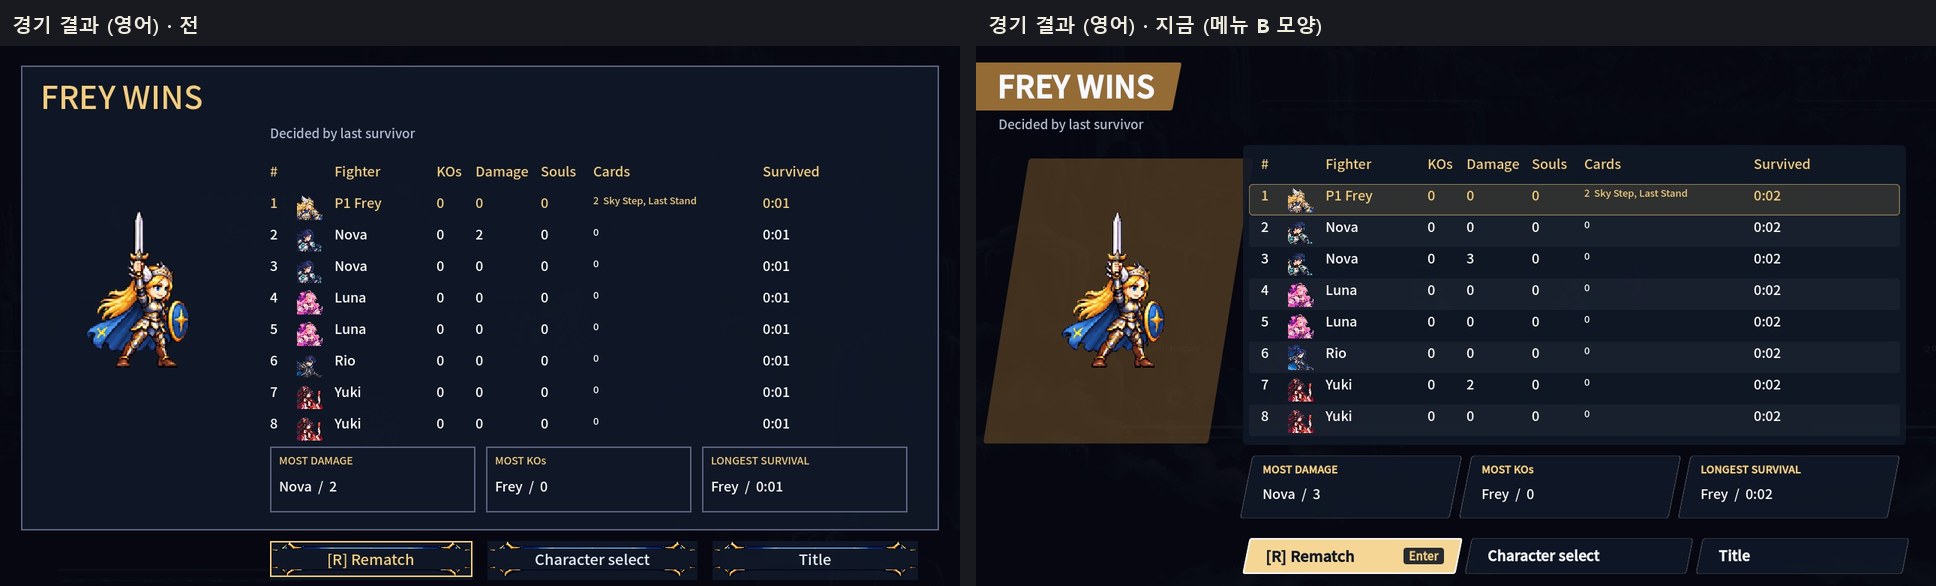 경기 결과 (영어) · 전
FREY WINS
Decided by last survivor
# Fighter KOs Damage Souls Cards Survived
1 P1 Frey 0 0 0 2 Sky Step, Last Stand 0:01
2 Nova 0 2 0 0 0:01
3 Nova 0 0 0 0 0:01
4 Luna 0 0 0 0 0:01
5 Luna 0 0 0 0 0:01
6 Rio 0 0 0 0 0:01
7 Yuki 0 0 0 0 0:01
8 Yuki 0 0 0 0 0:01
MOST DAMAGE
Nova / 2
MOST KOs
Frey / 0
LONGEST SURVIVAL
Frey / 0:01
[R] Rematch
Character select
Title
경기 결과 (영어) · 지금 (메뉴 B 모양)
FREY WINS
Decided by last survivor
# Fighter KOs Damage Souls Cards Survived
1 P1 Frey 0 0 0 2 Sky Step, Last Stand 0:02
2 Nova 0 0 0 0 0:02
3 Nova 0 3 0 0 0:02
4 Luna 0 0 0 0 0:02
5 Luna 0 0 0 0 0:02
6 Rio 0 0 0 0 0:02
7 Yuki 0 2 0 0 0:02
8 Yuki 0 0 0 0 0:02
MOST DAMAGE
Nova / 3
MOST KOs
Frey / 0
LONGEST SURVIVAL
Frey / 0:02
[R] Rematch Enter
Character select
Title